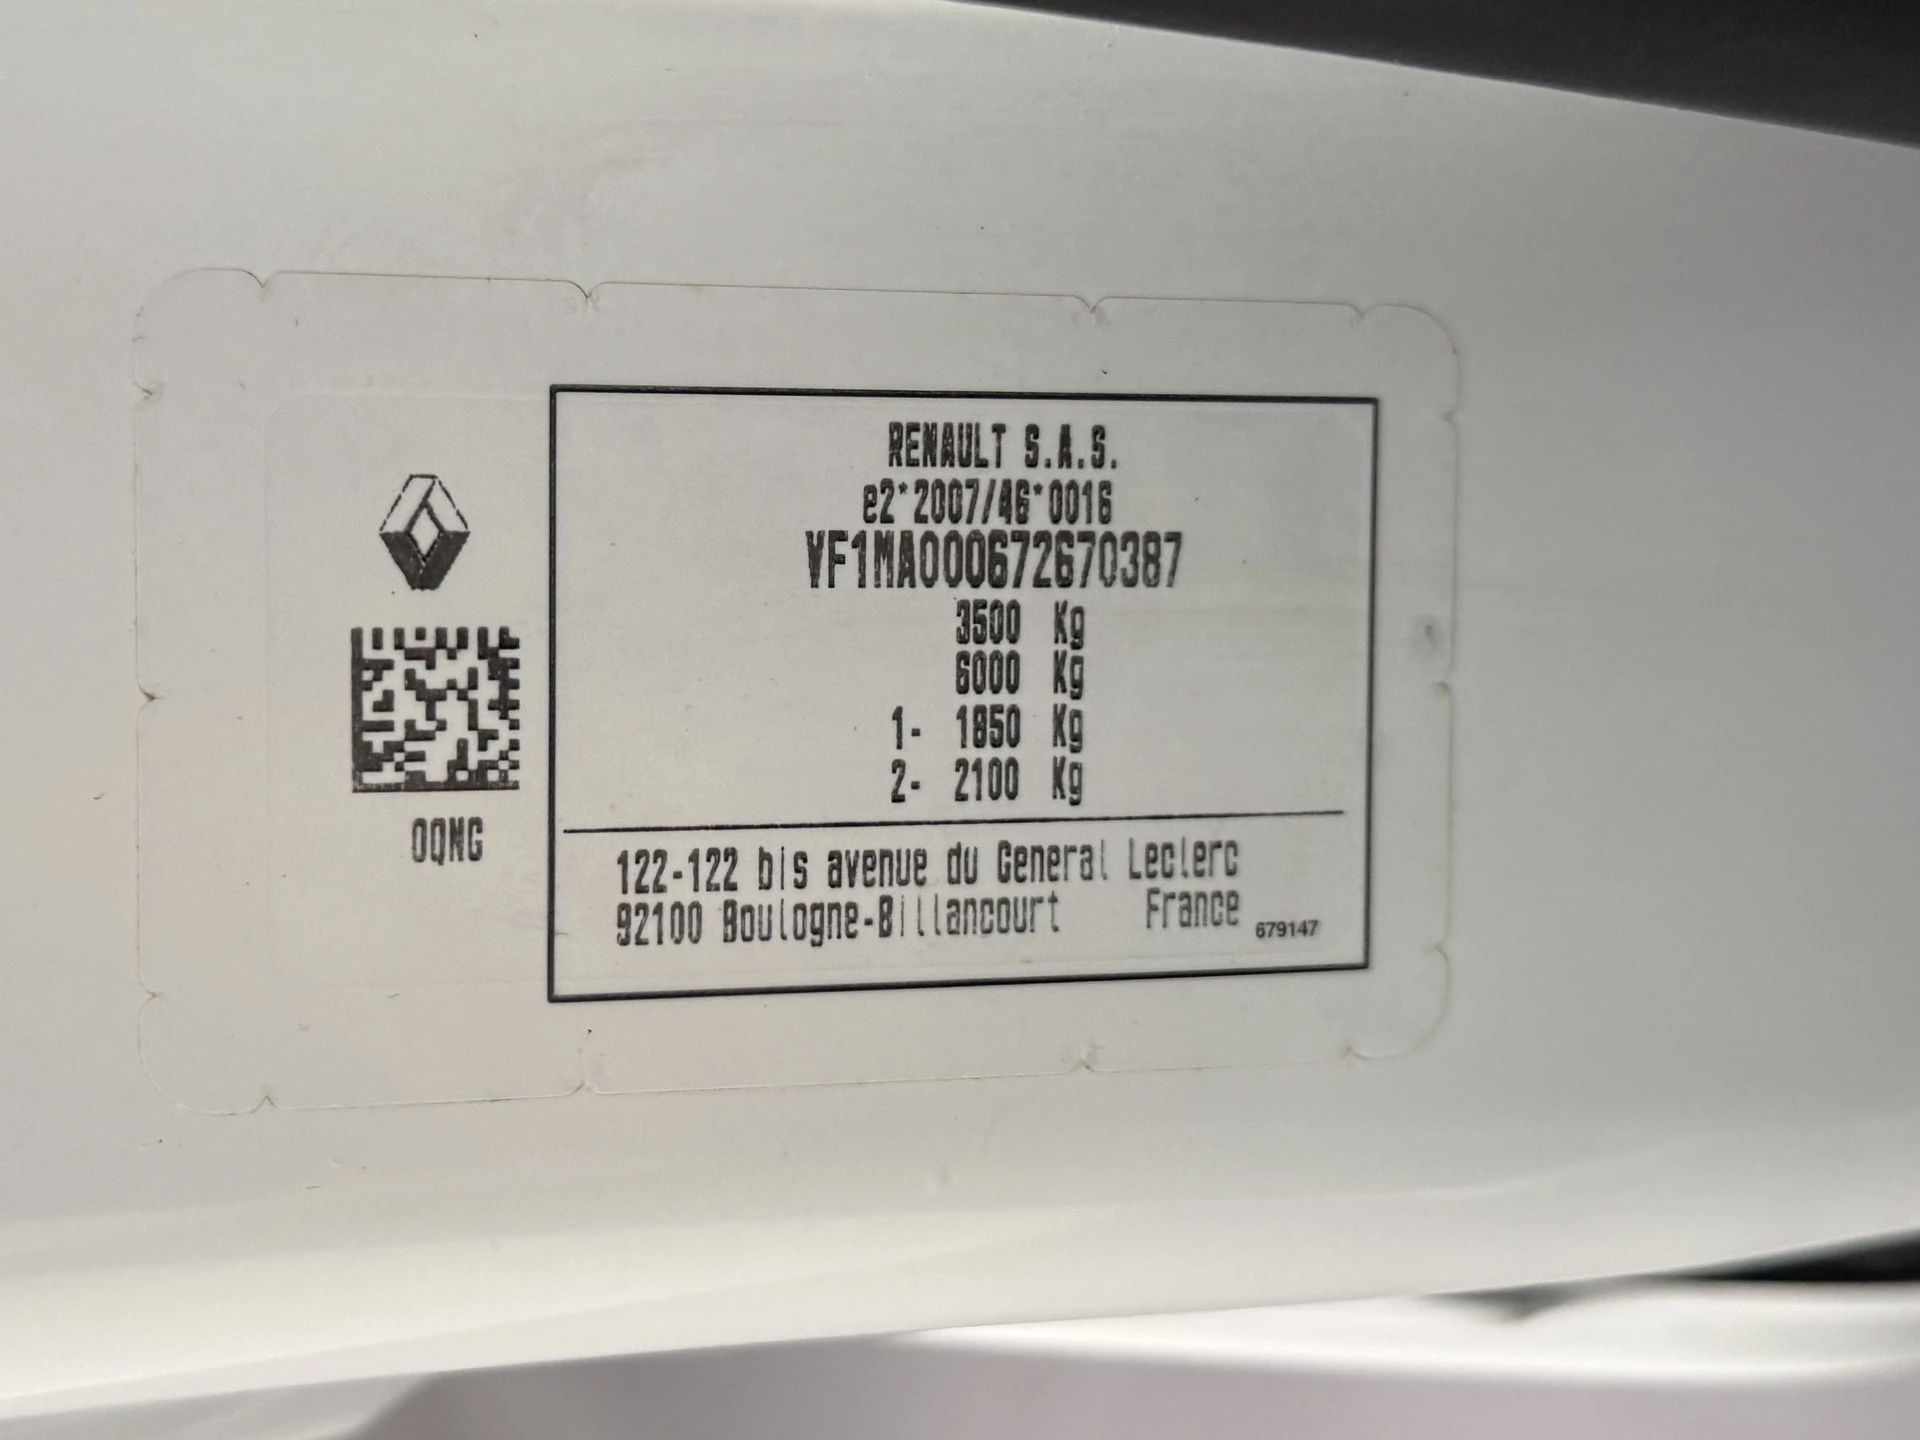 RENAULT S.A.S.
e2*2007/46*0016
VF1MA000672670387
3500 Kg
6000 Kg
1- 1850 Kg
2- 2100 Kg
OQNG
122-122 bis avenue du General Leclerc
92100 Boulogne-Billancourt France
679147